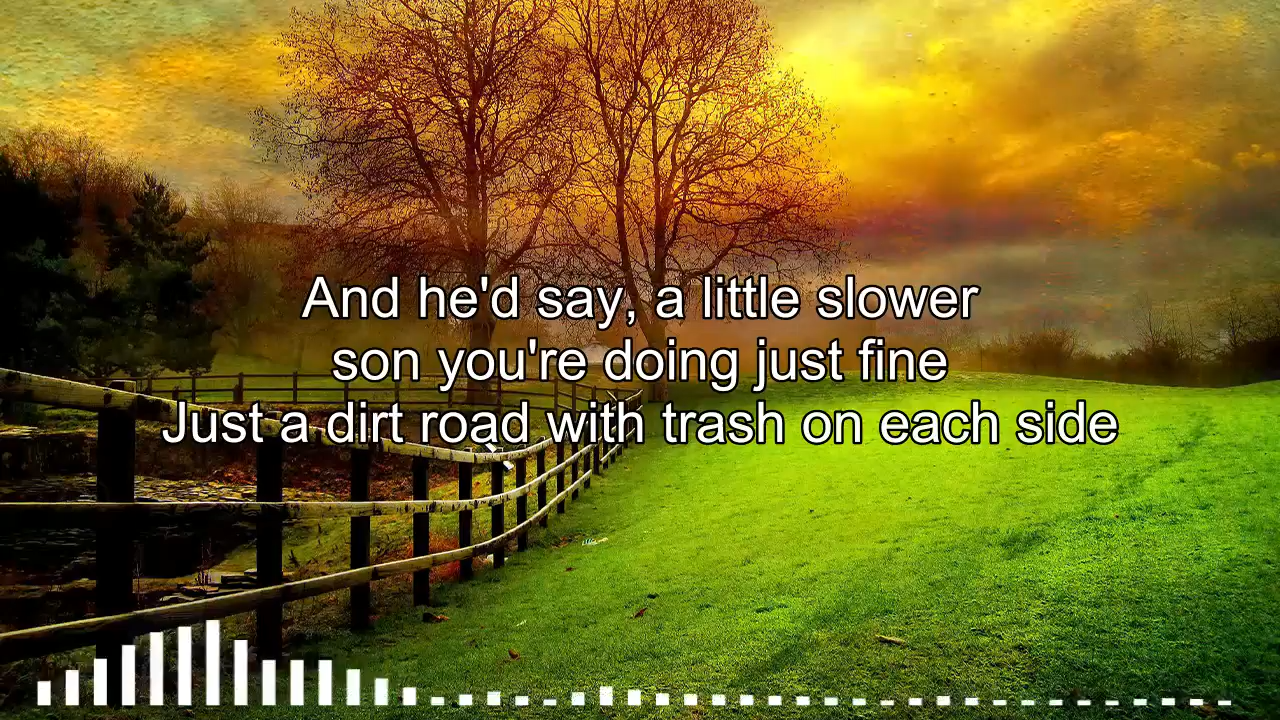 And he'd say, a little slower
son you're doing just fine
Just a dirt road with trash on each side